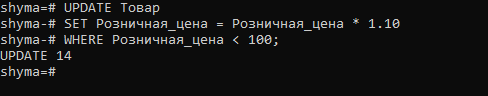 shyma=# UPDATE Товар
shyma-# SET Розничная_цена = Розничная_цена * 1.10
shyma-# WHERE Розничная_цена < 100;
UPDATE 14
shyma=#